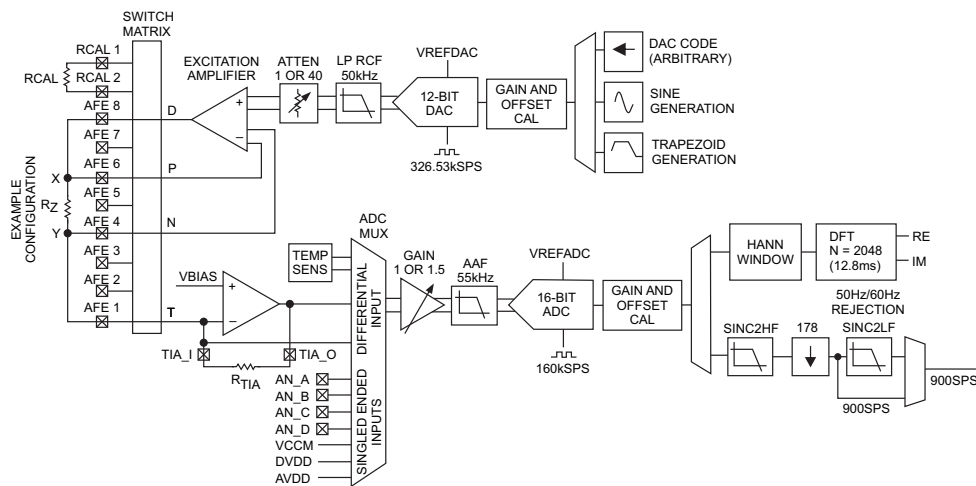 SWITCH
MATRIX
RCAL 1
RCAL
RCAL 2
AFE 8
AFE 7
AFE 6
AFE 5
AFE 4
AFE 3
AFE 2
AFE 1
X
RZ
Y
EXAMPLE
CONFIGURATION
D
P
N
T
EXCITATION
AMPLIFIER
+
–
ATTEN
1 OR 40
LP RCF
50kHz
VREFDAC
12-BIT
DAC
326.53kSPS
GAIN AND
OFFSET
CAL
DAC CODE
(ARBITRARY)
SINE
GENERATION
TRAPEZOID
GENERATION
VBIAS
+
–
TIA_I
TIA_O
RTIA
TEMP
SENS
ADC
MUX
DIFFERENTIAL
INPUT
SINGLED ENDED
INPUTS
AN_A
AN_B
AN_C
AN_D
VCCM
DVDD
AVDD
GAIN
1 OR 1.5
AAF
55kHz
VREFADC
16-BIT
ADC
160kSPS
GAIN AND
OFFSET
CAL
HANN
WINDOW
DFT
N = 2048
(12.8ms)
RE
IM
50Hz/60Hz
REJECTION
SINC2HF
178
SINC2LF
900SPS
900SPS